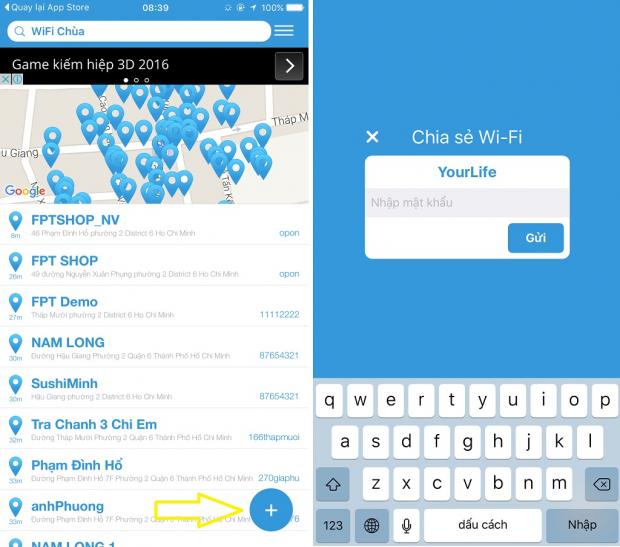 Quay lại App Store
08:39
100%
WiFi Chùa
Game kiếm hiệp 3D 2016
Tháp M
u Giang
Google
FPTSHOP_NV
8m
46 Phạm Đình Hổ phường 2 District 6 Ho Chi Minh
opon
FPT SHOP
26m
49 đường Nguyễn Xuân Phụng phường 2 District 6 Ho Chi Minh
opon
FPT Demo
27m
Tháp Mười phường 2 District 6 Ho Chi Minh
11112222
NAM LONG
30m
Đường Hậu Giang Phường 2 Quận 6 Thành Phố Hồ Chí Minh
87654321
SushiMinh
30m
Hậu Giang phường 2 District 6 Ho Chi Minh
87654321
Tra Chanh 3 Chi Em
32m
Đường Tháp Mười Phường 2 Quận 6 Thành Phố Hồ Chí Minh
166thapmuoi
Phạm Đình Hổ
33m
Đường Phạm Đình Hổ 7F Phường 2 Quận 6 Thành Phố Hồ Chí Minh
270giaphu
anhPhuong
33m
Đường Phạm Đình Hổ 7F Phường 2 Quận 6 Thành Phố Hồ Chí M
6
NAM LONG 1
Chia sẻ Wi-Fi
YourLife
Nhập mật khẩu
Gửi
q w e r t y u i o p
a s d f g h j k l
z x c v b n m
123 dấu cách Nhập